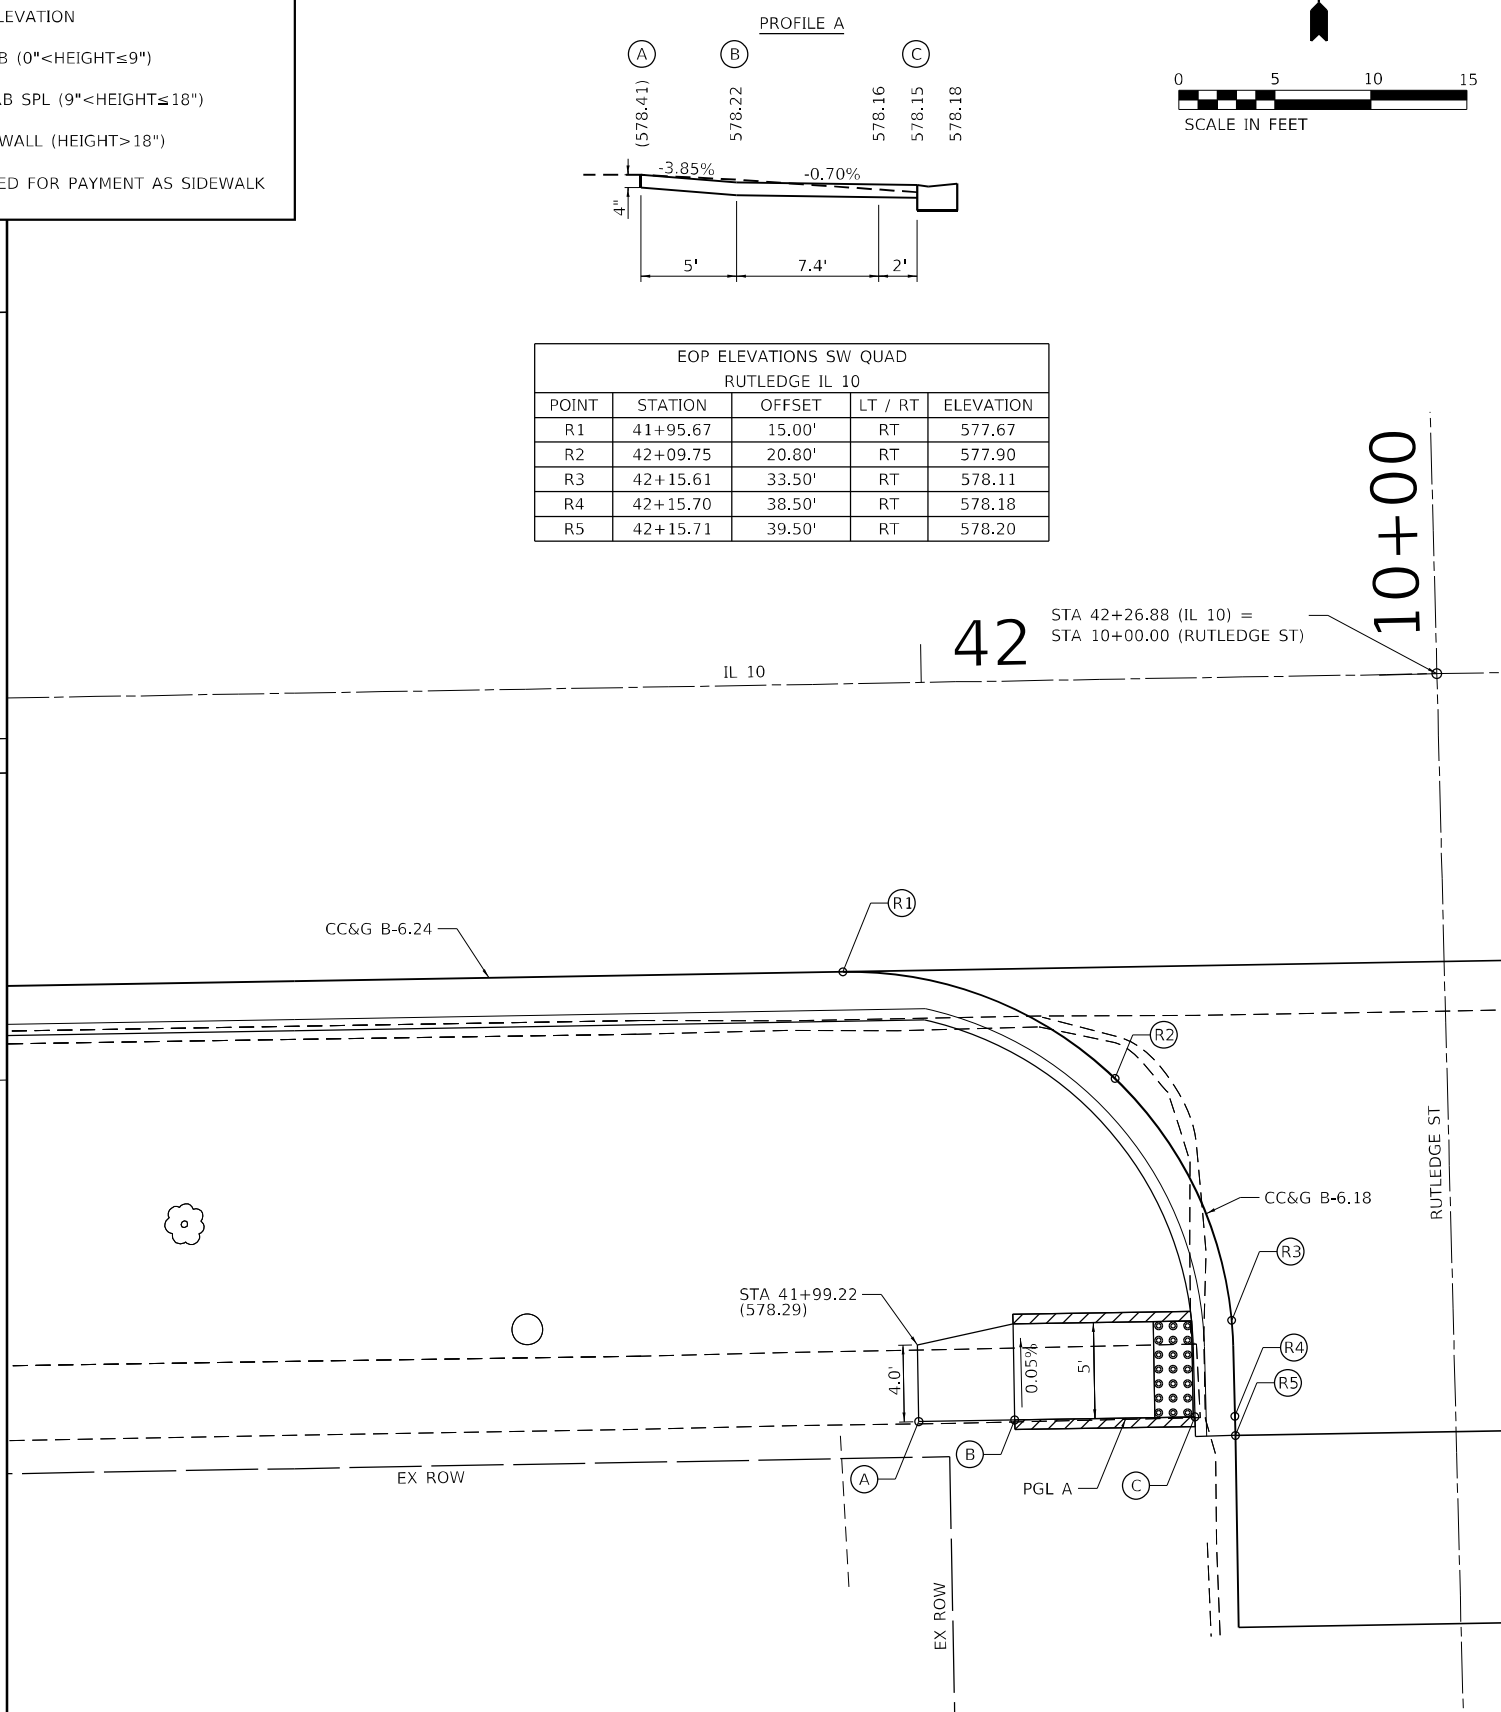 LEVATION
B (0"<HEIGHT≤9")
B SPL (9"<HEIGHT≤18")
WALL (HEIGHT>18")
ED FOR PAYMENT AS SIDEWALK
PROFILE A
A B C
(578.41) 578.22 578.16 578.15 578.18
-3.85% -0.70%
4"
5' 7.4' 2'
0 5 10 15
SCALE IN FEET
EOP ELEVATIONS SW QUAD
RUTLEDGE IL 10
POINT STATION OFFSET LT / RT ELEVATION
R1 41+95.67 15.00' RT 577.67
R2 42+09.75 20.80' RT 577.90
R3 42+15.61 33.50' RT 578.11
R4 42+15.70 38.50' RT 578.18
R5 42+15.71 39.50' RT 578.20
10+00
STA 42+26.88 (IL 10) =
STA 10+00.00 (RUTLEDGE ST)
42
IL 10
R1
CC&G B-6.24
R2
RUTLEDGE ST
CC&G B-6.18
R3
STA 41+99.22
(578.29)
R4
4.0'
0.05%
5'
R5
B
A
PGL A
C
EX ROW
EX ROW